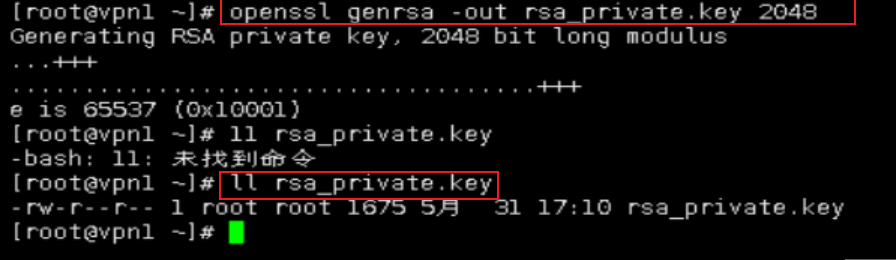 [root@vpn1 ~]# openssl genrsa -out rsa_private.key 2048
Generating RSA private key, 2048 bit long modulus
...+++
....................................+++
e is 65537 (0x10001)
[root@vpn1 ~]# 11 rsa_private.key
-bash: 11: 未找到命令
[root@vpn1 ~]# ll rsa_private.key
-rw-r--r-- 1 root root 1675 5月  31 17:10 rsa_private.key
[root@vpn1 ~]#